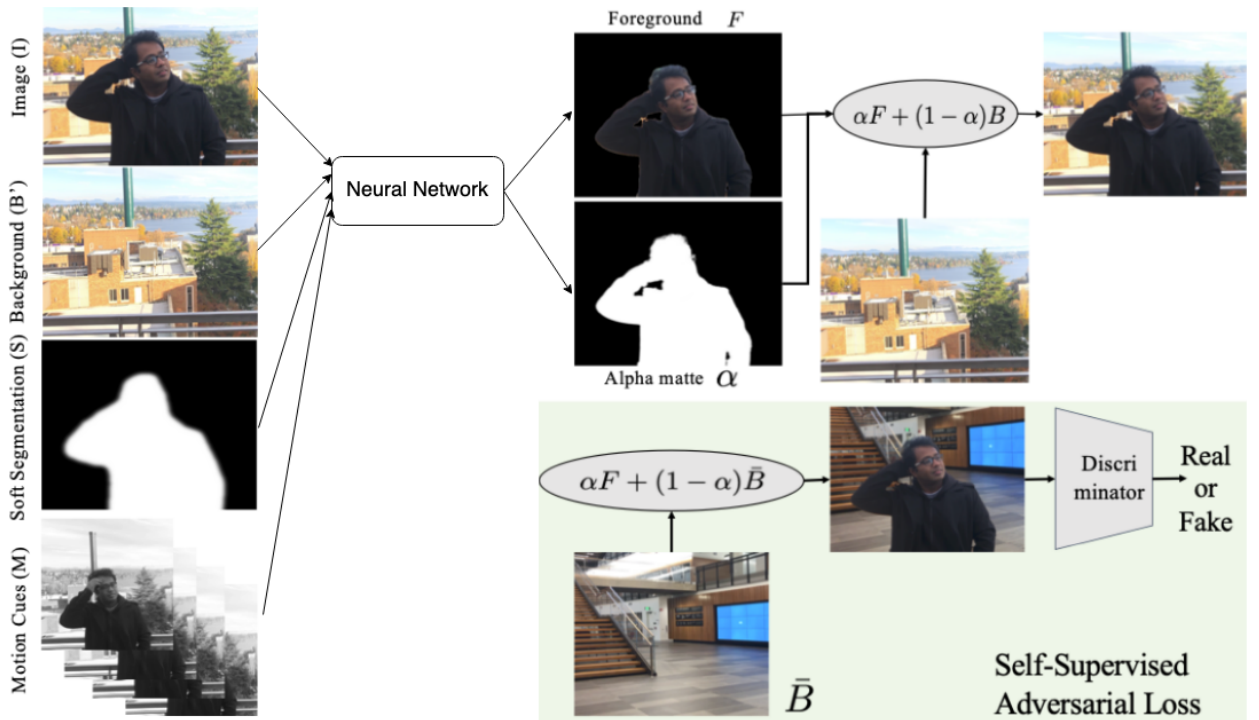 Image (I)
Background (B’)
Soft Segmentation (S)
Motion Cues (M)
Neural Network
Foreground F
Alpha matte α
αF + (1 − α)B
αF + (1 − α)B̄
B̄
Discri
minator
Real
or
Fake
Self-Supervised
Adversarial Loss